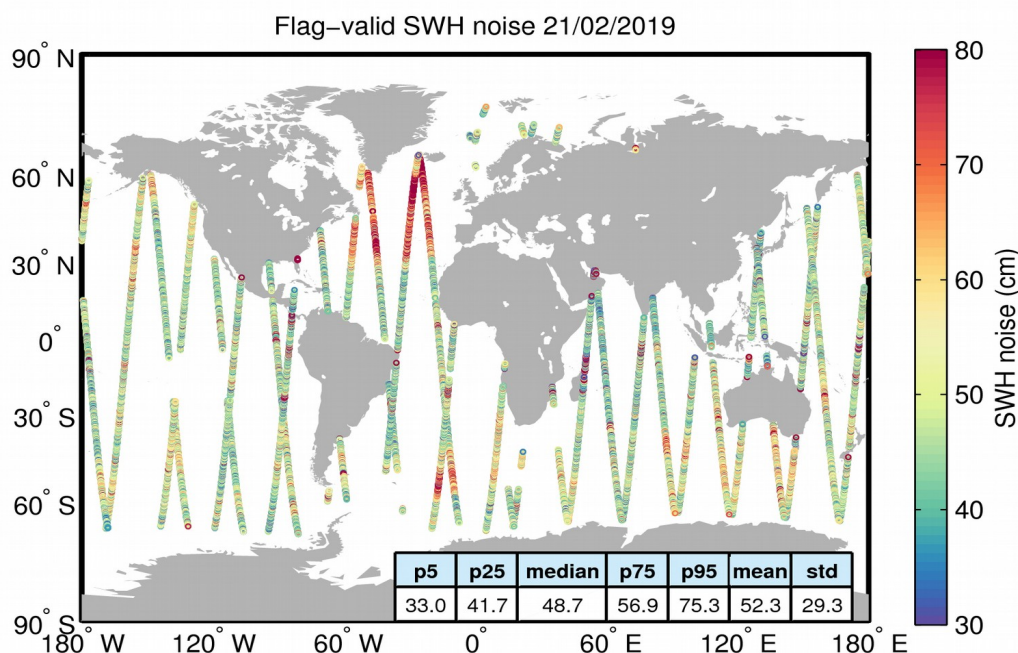 Flag−valid SWH noise 21/02/2019
90° N
60° N
30° N
0°
30° S
60° S
90° S
180° W
120° W
60° W
0°
60° E
120° E
180° E
80
70
60
50
40
30
SWH noise (cm)
p5 p25 median p75 p95 mean std
33.0 41.7 48.7 56.9 75.3 52.3 29.3